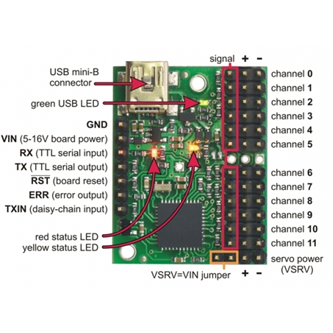 signal + −
USB mini-B
connector
green USB LED
GND
VIN (5-16V board power)
RX (TTL serial input)
TX (TTL serial output)
RST (board reset)
ERR (error output)
TXIN (daisy-chain input)
red status LED
yellow status LED
VSRV=VIN jumper
channel 0
channel 1
channel 2
channel 3
channel 4
channel 5
channel 6
channel 7
channel 8
channel 9
channel 10
channel 11
servo power
(VSRV)
+ −